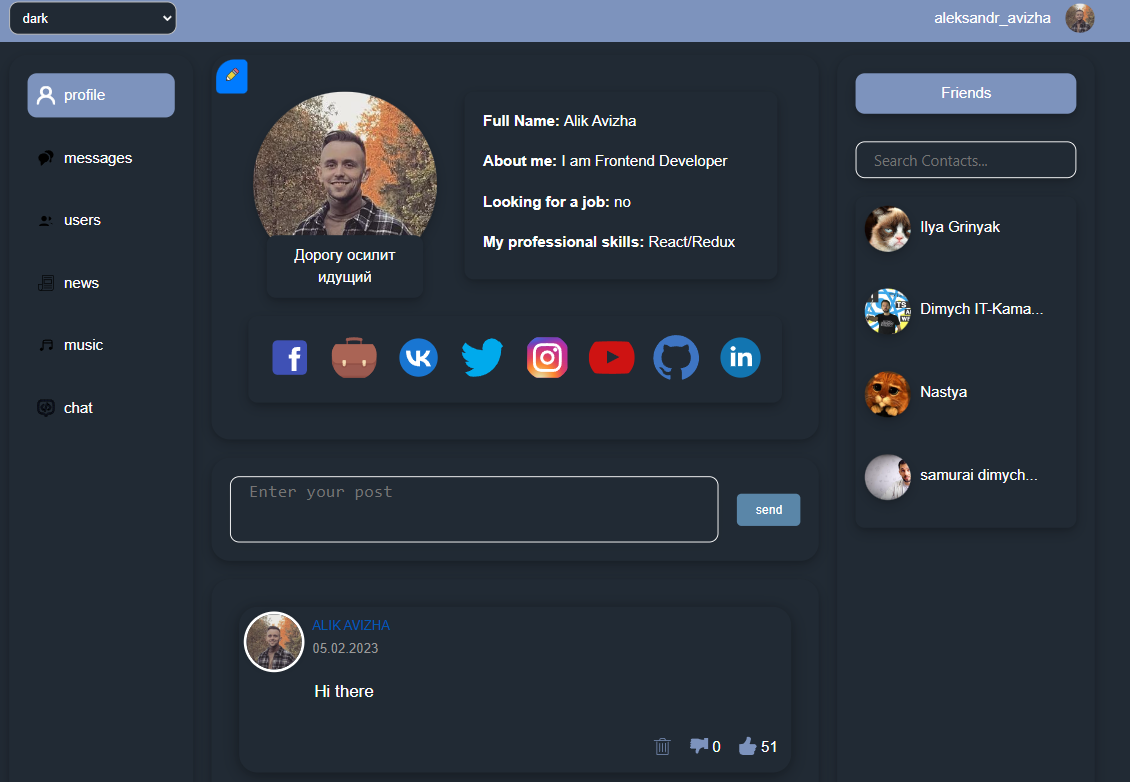 dark
aleksandr_avizha
profile
messages
users
news
music
chat
Дорогу осилит
идущий
Full Name: Alik Avizha
About me: I am Frontend Developer
Looking for a job: no
My professional skills: React/Redux
Enter your post
send
ALIK AVIZHA
05.02.2023
Hi there
0
51
Friends
Search Contacts...
Ilya Grinyak
Dimych IT-Kama...
Nastya
samurai dimych...